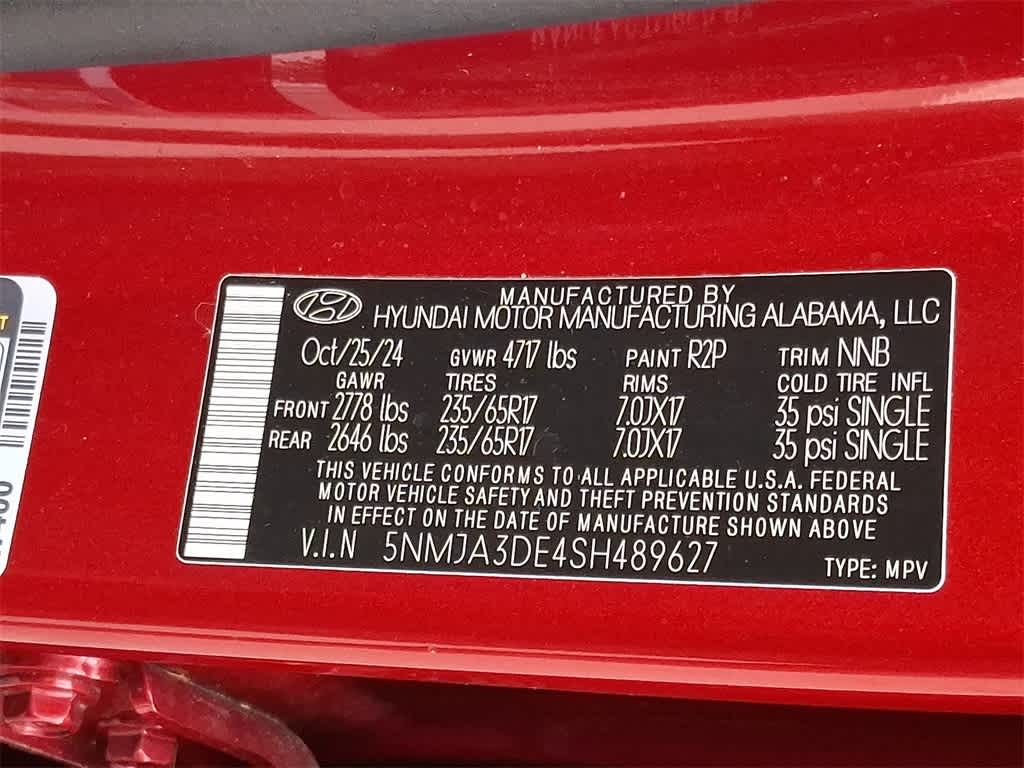 MANUFACTURED BY
HYUNDAI MOTOR MANUFACTURING ALABAMA, LLC
Oct/25/24 GVWR 4717 lbs PAINT R2P TRIM NNB
GAWR TIRES RIMS COLD TIRE INFL
FRONT 2778 lbs 235/65R17 7.0JX17 35 psi SINGLE
REAR 2646 lbs 235/65R17 7.0JX17 35 psi SINGLE
THIS VEHICLE CONFORMS TO ALL APPLICABLE U.S.A. FEDERAL
MOTOR VEHICLE SAFETY AND THEFT PREVENTION STANDARDS
IN EFFECT ON THE DATE OF MANUFACTURE SHOWN ABOVE
V.I.N 5NMJA3DE4SH489627 TYPE: MPV